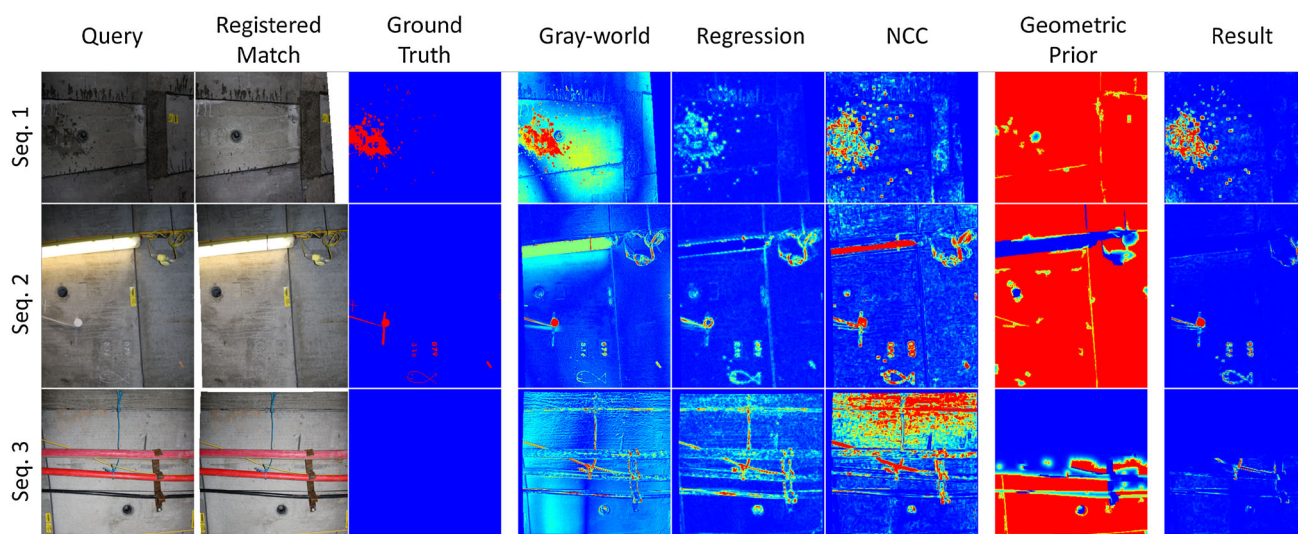 Query
Registered
Match
Ground
Truth
Gray-world
Regression
NCC
Geometric
Prior
Result
Seq. 1
Seq. 2
Seq. 3